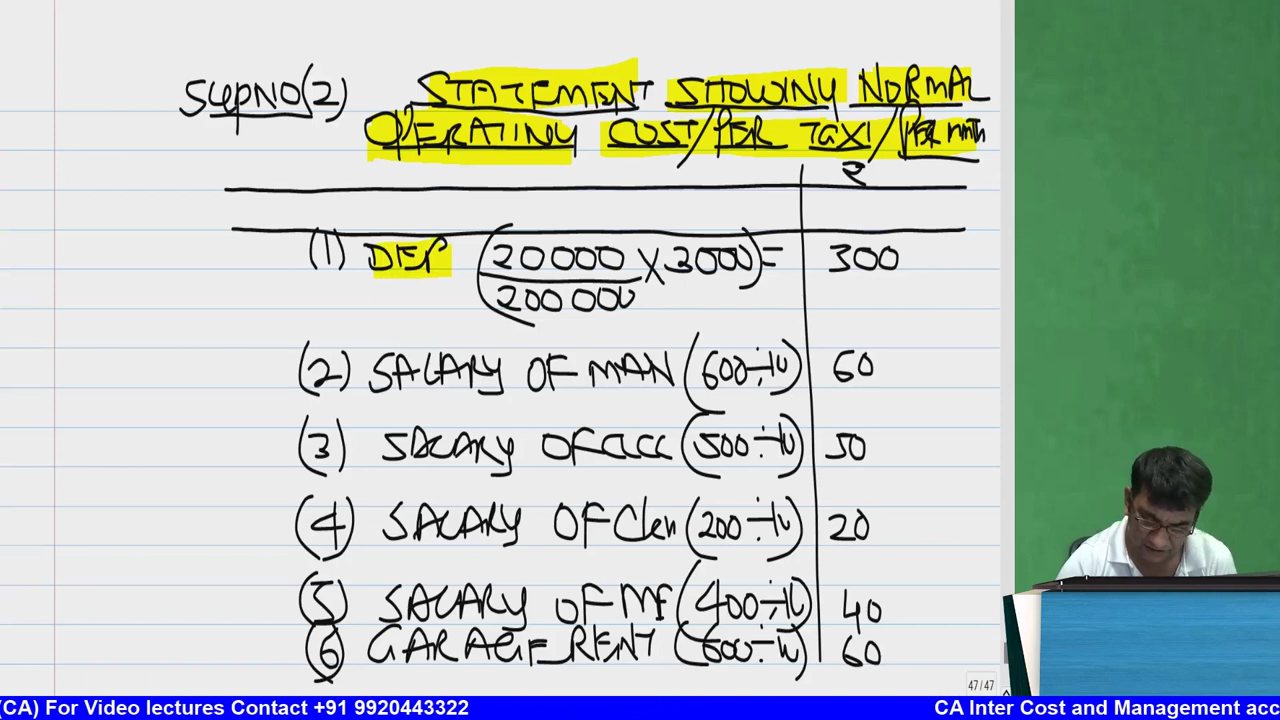 StepNO(2) STATEMENT SHOWING NORMAL
OPERATING COST/PER TAXI/PER mnth
₹
(1) DEP (20000/200000 X 3000) = 300
(2) SALARY OF MAN (600÷10) 60
(3) SALARY OF ACC (500÷10) 50
(4) SALARY OF Clen (200÷10) 20
(5) SALARY OF MF (400÷10) 40
(6) GARAGE RENT (600÷10) 60
47/47
(CA) For Video lectures Contact +91 9920443322 CA Inter Cost and Management acc